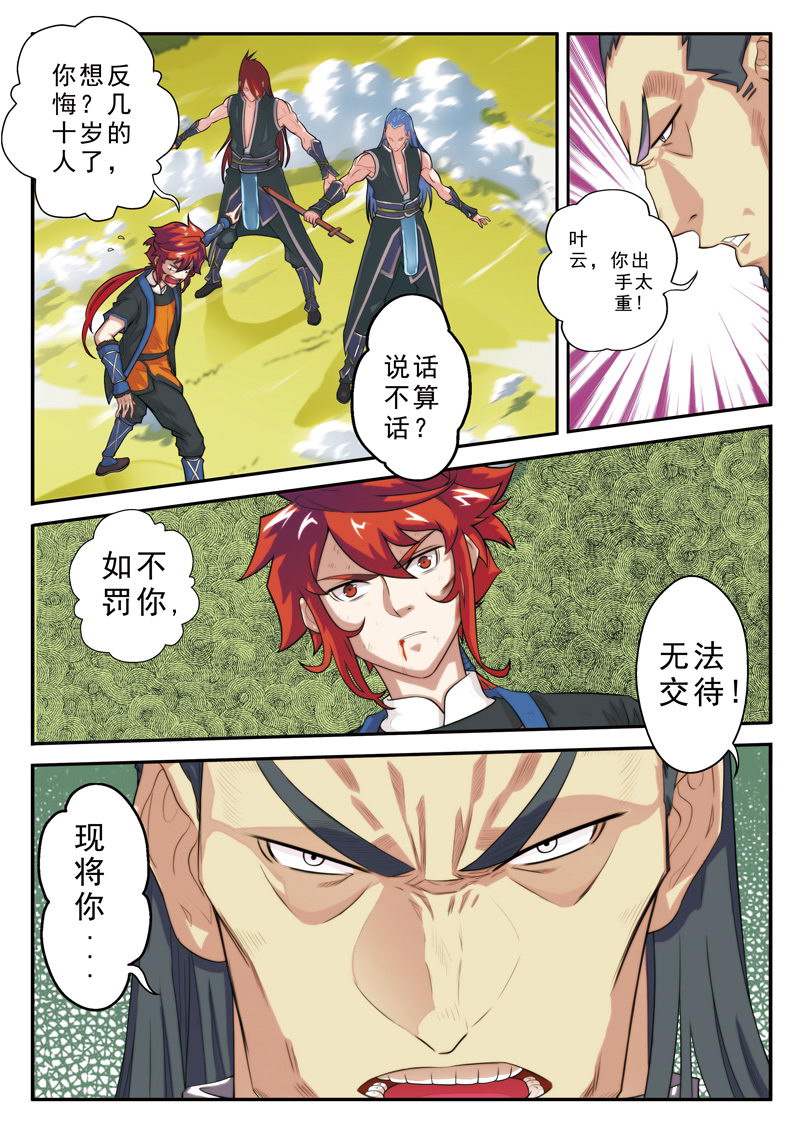 你想反
悔？几
十岁的
人了，
说话
不算
话？
叶
云，你出
手太
重！
如不
罚你,
无法
交待!
现
将
你
...